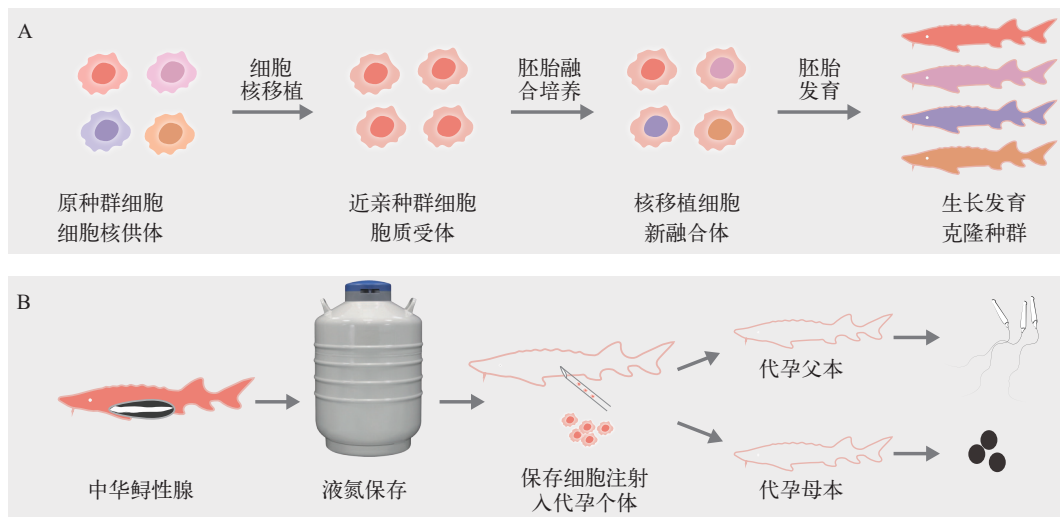 A
细胞
核移植
胚胎融
合培养
胚胎
发育
原种群细胞
细胞核供体
近亲种群细胞
胞质受体
核移植细胞
新融合体
生长发育
克隆种群
B
代孕父本
中华鲟性腺
液氮保存
保存细胞注射
入代孕个体
代孕母本